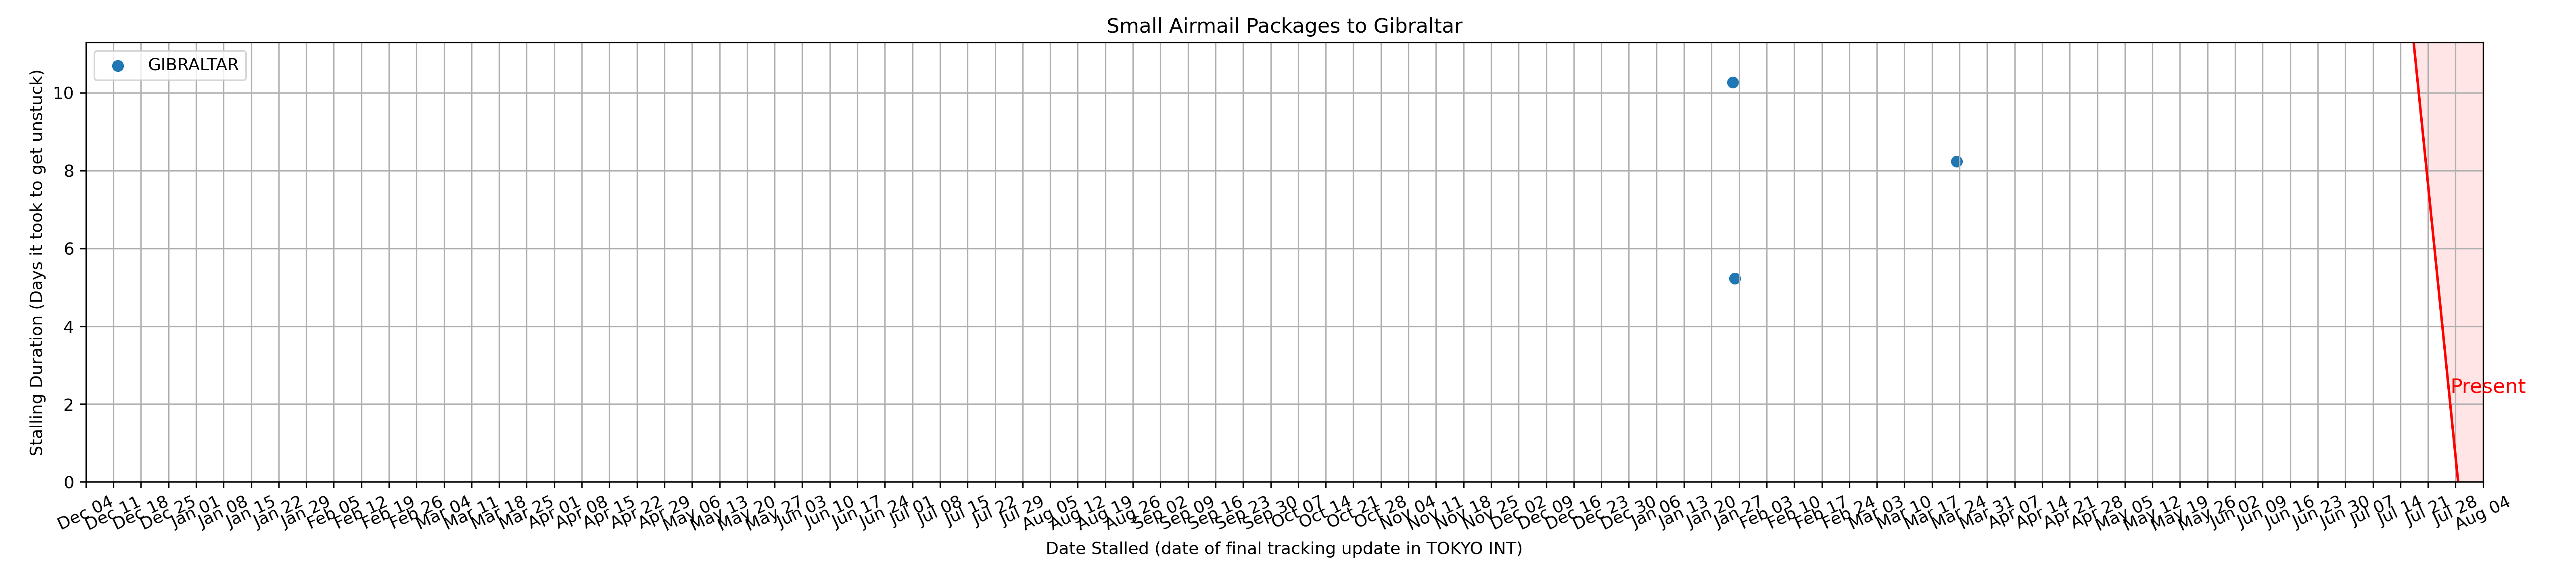 Small Airmail Packages to Gibraltar
GIBRALTAR
Stalling Duration (Days it took to get unstuck)
10
8
6
4
2
0
Present
Dec 04 Dec 11 Dec 18 Dec 25 Jan 01 Jan 08 Jan 15 Jan 22 Jan 29 Feb 05 Feb 12 Feb 19 Feb 26 Mar 04 Mar 11 Mar 18 Mar 25 Apr 01 Apr 08 Apr 15 Apr 22 Apr 29 May 06 May 13 May 20 May 27 Jun 03 Jun 10 Jun 17 Jun 24 Jul 01 Jul 08 Jul 15 Jul 22 Jul 29 Aug 05 Aug 12 Aug 19 Aug 26 Sep 02 Sep 09 Sep 16 Sep 23 Sep 30 Oct 07 Oct 14 Oct 21 Oct 28 Nov 04 Nov 11 Nov 18 Nov 25 Dec 02 Dec 09 Dec 16 Dec 23 Dec 30 Jan 06 Jan 13 Jan 20 Jan 27 Feb 03 Feb 10 Feb 17 Feb 24 Mar 03 Mar 10 Mar 17 Mar 24 Mar 31 Apr 07 Apr 14 Apr 21 Apr 28 May 05 May 12 May 19 May 26 Jun 02 Jun 09 Jun 16 Jun 23 Jun 30 Jul 07 Jul 14 Jul 21 Jul 28 Aug 04
Date Stalled (date of final tracking update in TOKYO INT)